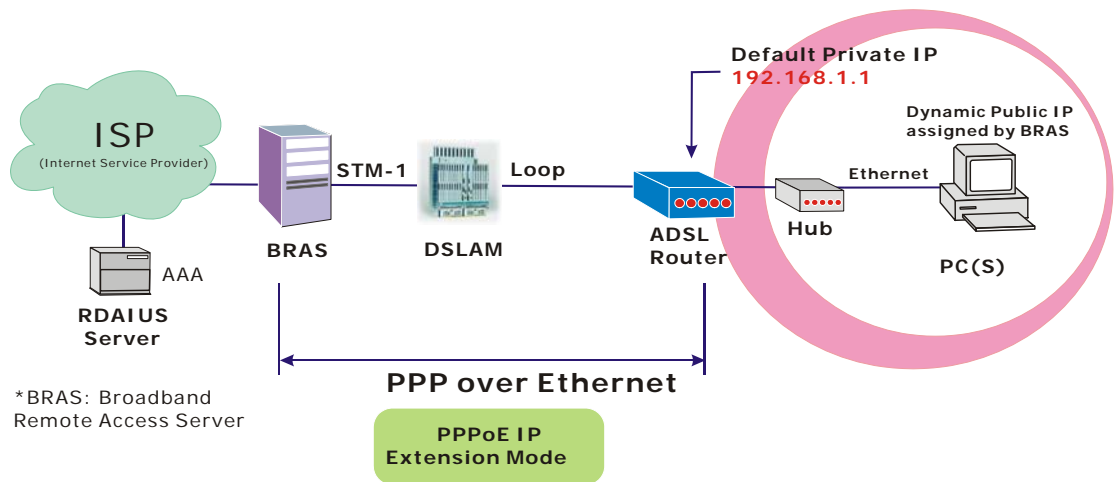 Default Private IP
192.168.1.1
Dynamic Public IP
assigned by BRAS
ISP
(Internet Service Provider)
STM-1
Loop
Ethernet
BRAS
DSLAM
ADSL
Router
Hub
PC(S)
AAA
RDAIUS
Server
PPP over Ethernet
*BRAS: Broadband
Remote Access Server
PPPoE IP
Extension Mode